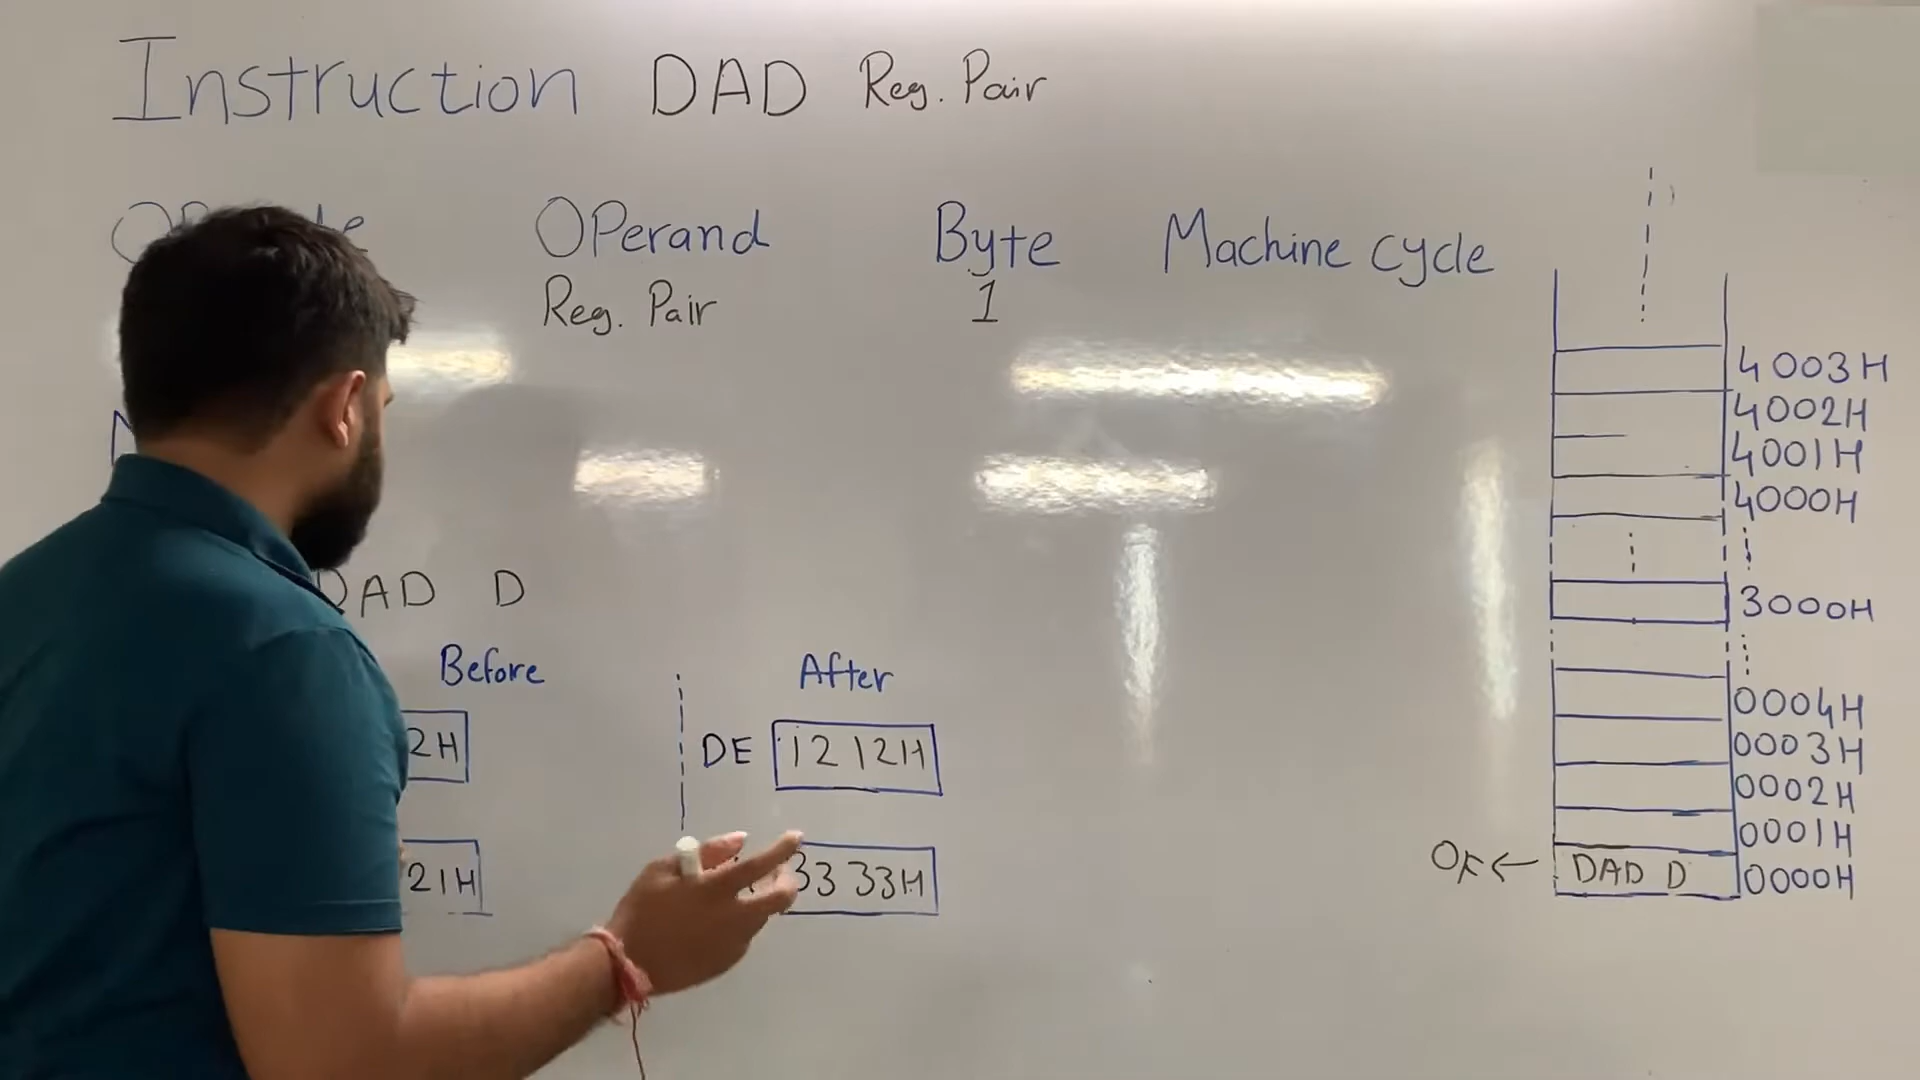 Instruction DAD Reg. Pair
OPerand Byte Machine cycle
Reg. Pair 1
DAD D
Before After
2H DE 1212H
21H 3333H
4003H
4002H
4001H
4000H
3000H
0004H
0003H
0002H
0001H
OF ← DAD D 0000H